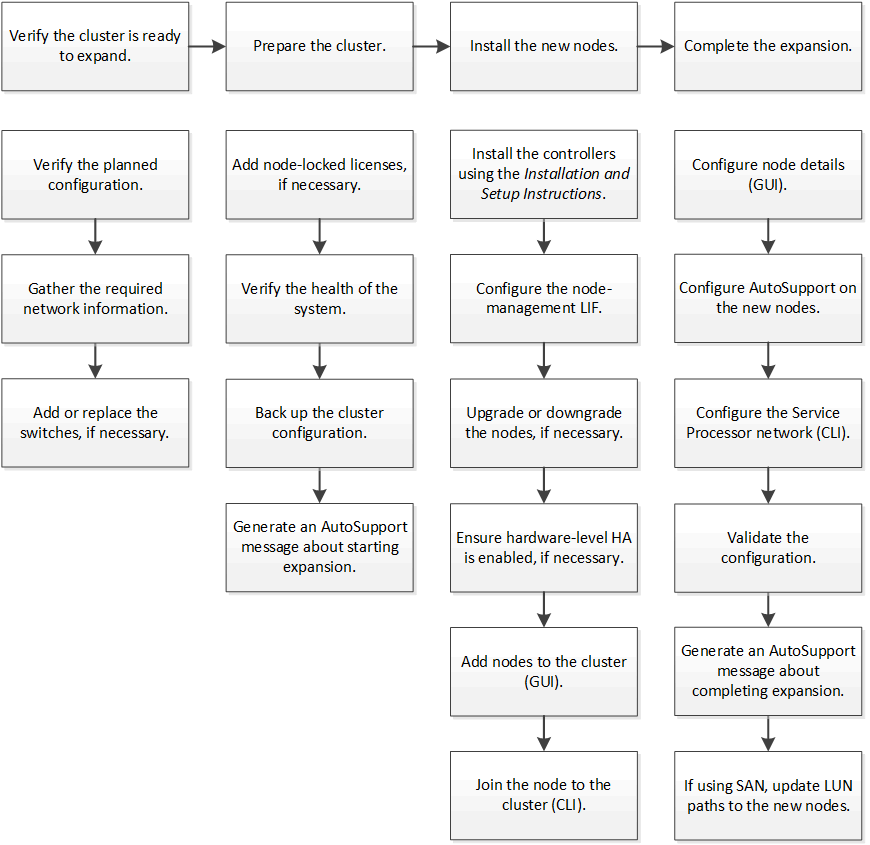 Verify the cluster is ready
to expand.
Prepare the cluster.
Install the new nodes.
Complete the expansion.
Verify the planned
configuration.
Gather the required
network information.
Add or replace the
switches, if necessary.
Add node-locked licenses,
if necessary.
Verify the health of the
system.
Back up the cluster
configuration.
Generate an AutoSupport
message about starting
expansion.
Install the controllers
using the Installation and
Setup Instructions.
Configure the node-
management LIF.
Upgrade or downgrade
the nodes, if necessary.
Ensure hardware-level HA
is enabled, if necessary.
Add nodes to the cluster
(GUI).
Join the node to the
cluster (CLI).
Configure node details
(GUI).
Configure AutoSupport on
the new nodes.
Configure the Service
Processor network (CLI).
Validate the
configuration.
Generate an AutoSupport
message about
completing expansion.
If using SAN, update LUN
paths to the new nodes.